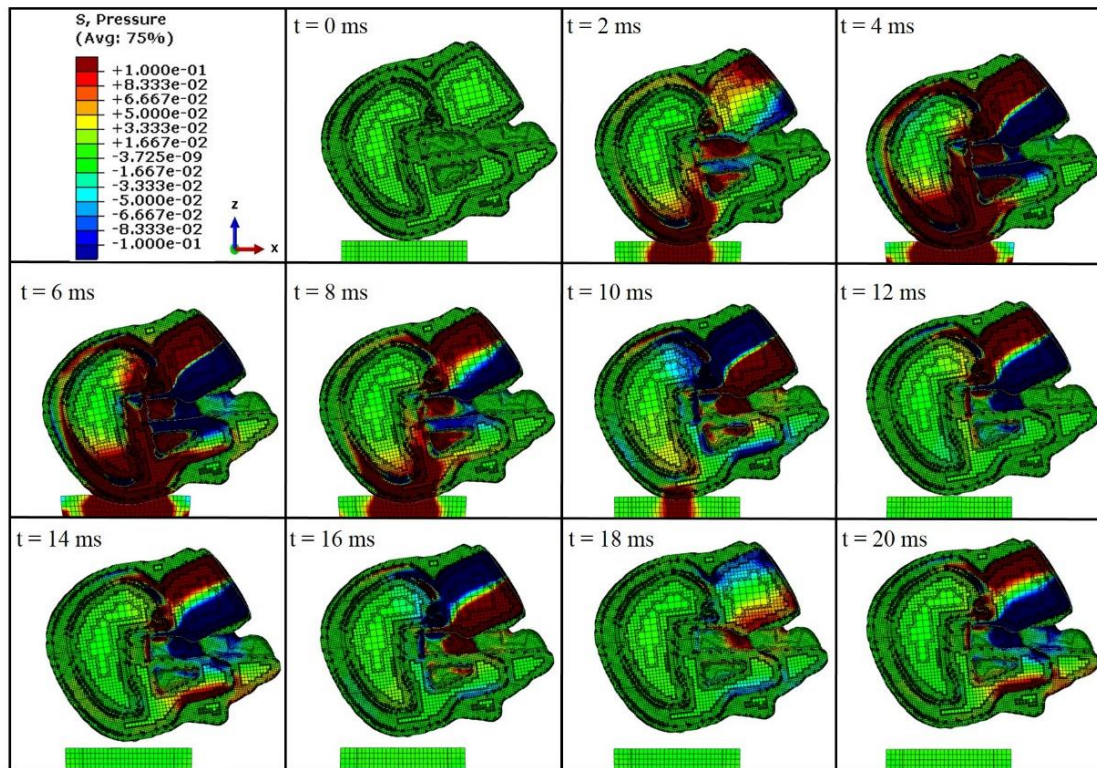 S, Pressure
(Avg: 75%)
+1.000e-01
+8.333e-02
+6.667e-02
+5.000e-02
+3.333e-02
+1.667e-02
-3.725e-09
-1.667e-02
-3.333e-02
-5.000e-02
-6.667e-02
-8.333e-02
-1.000e-01
z
x
t = 0 ms
t = 2 ms
t = 4 ms
t = 6 ms
t = 8 ms
t = 10 ms
t = 12 ms
t = 14 ms
t = 16 ms
t = 18 ms
t = 20 ms